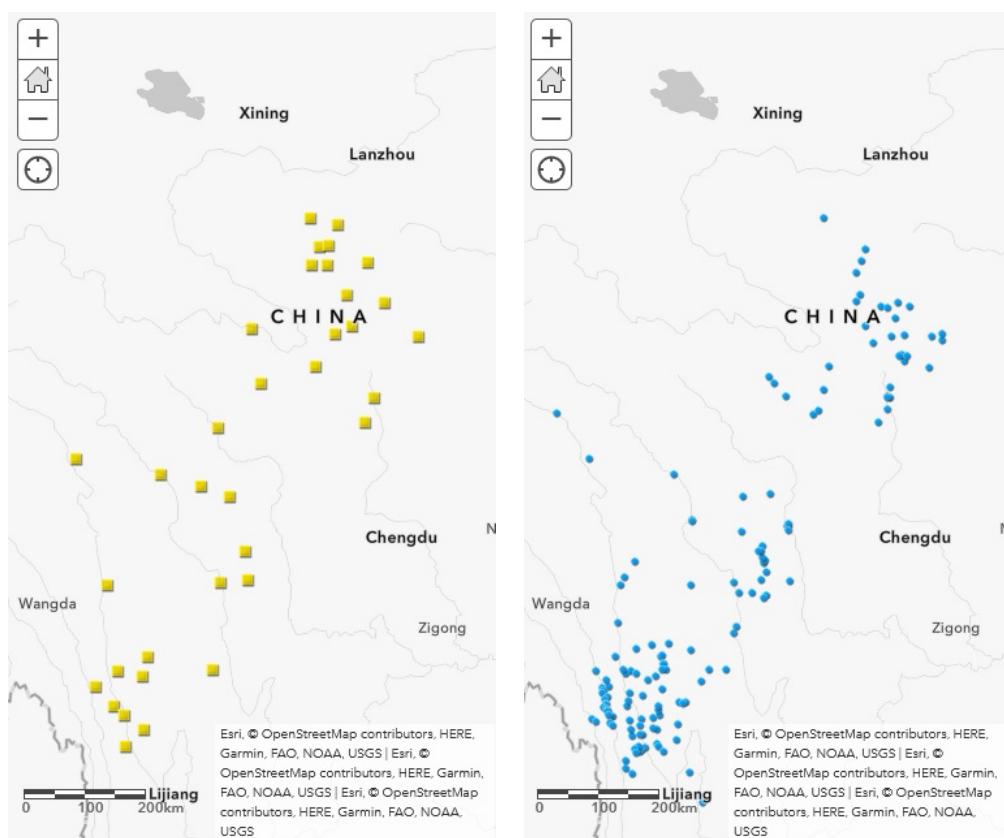 +
−
Xining
Lanzhou
CHINA
Chengdu
N
Wangda
Zigong
Esri, © OpenStreetMap contributors, HERE,
Garmin, FAO, NOAA, USGS | Esri, ©
OpenStreetMap contributors, HERE, Garmin,
FAO, NOAA, USGS | Esri, © OpenStreetMap
contributors, HERE, Garmin, FAO, NOAA,
USGS
Lijiang
0 100 200km
+
−
Xining
Lanzhou
CHINA
Chengdu
Wangda
Zigong
Esri, © OpenStreetMap contributors, HERE,
Garmin, FAO, NOAA, USGS | Esri, ©
OpenStreetMap contributors, HERE, Garmin,
FAO, NOAA, USGS | Esri, © OpenStreetMap
contributors, HERE, Garmin, FAO, NOAA,
USGS
Lijiang
0 100 200km